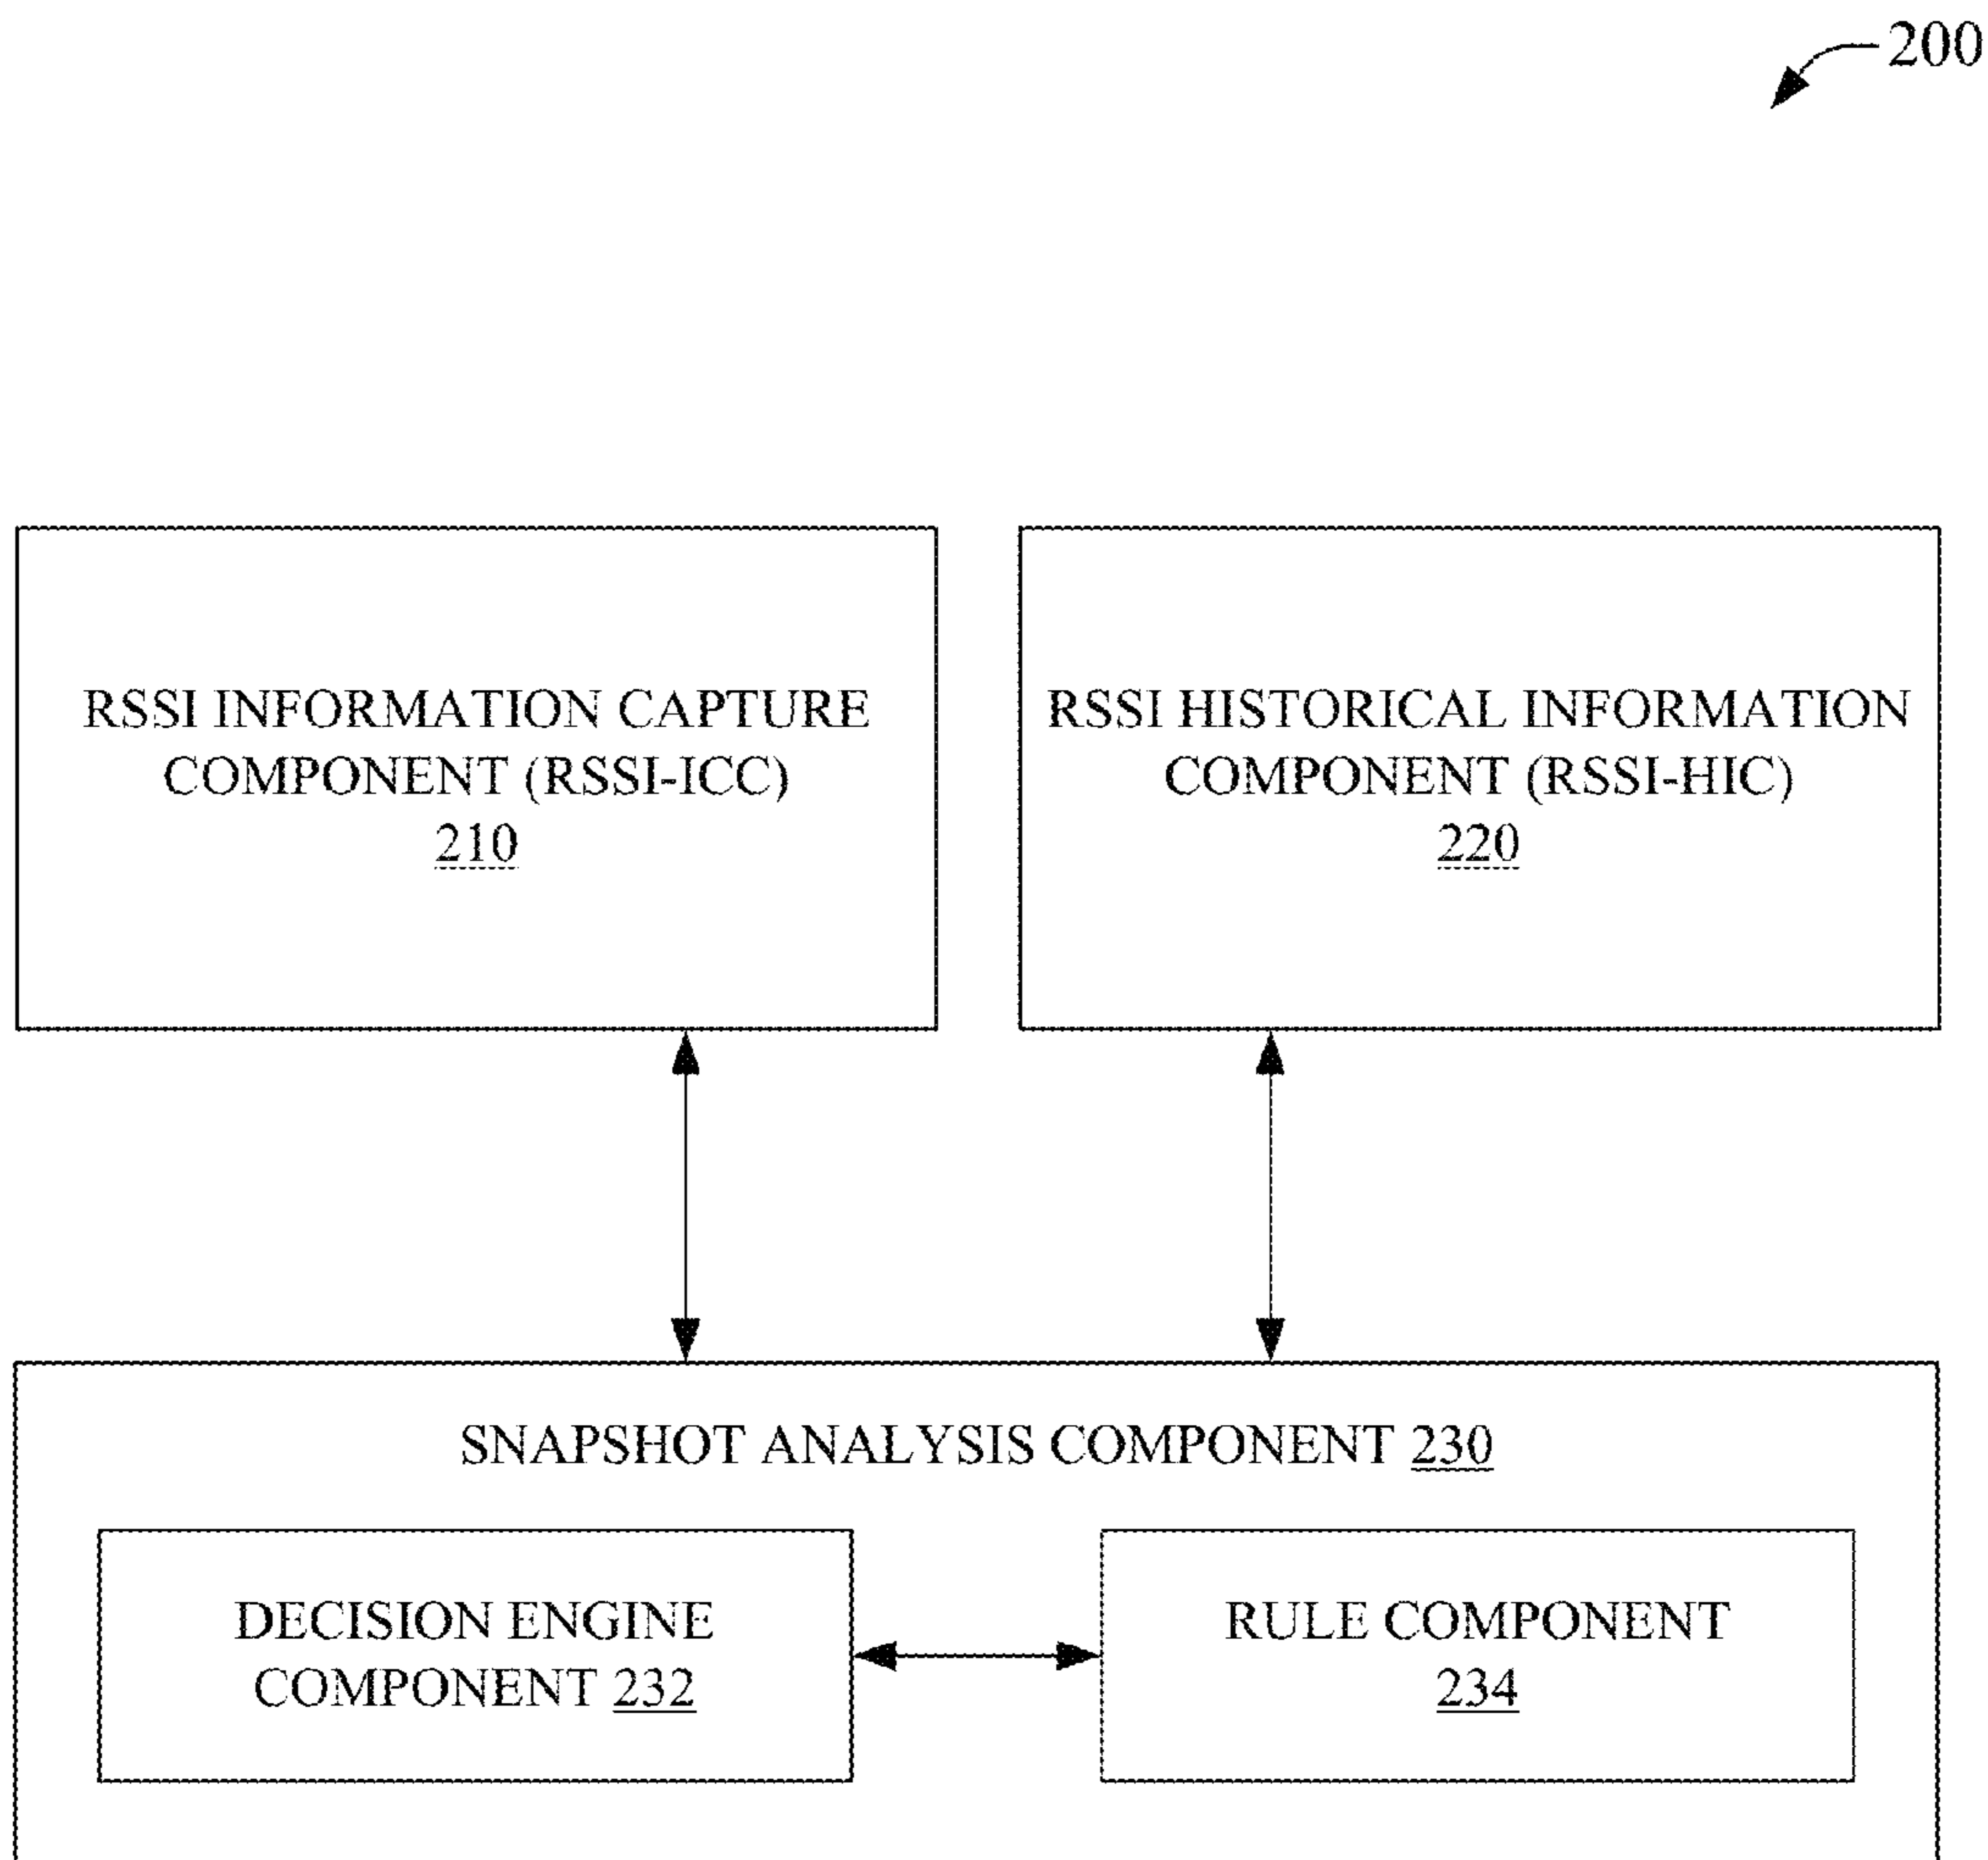 200
RSSI INFORMATION CAPTURE
COMPONENT (RSSI-ICC)
210
RSSI HISTORICAL INFORMATION
COMPONENT (RSSI-HIC)
220
SNAPSHOT ANALYSIS COMPONENT 230
DECISION ENGINE
COMPONENT 232
RULE COMPONENT
234